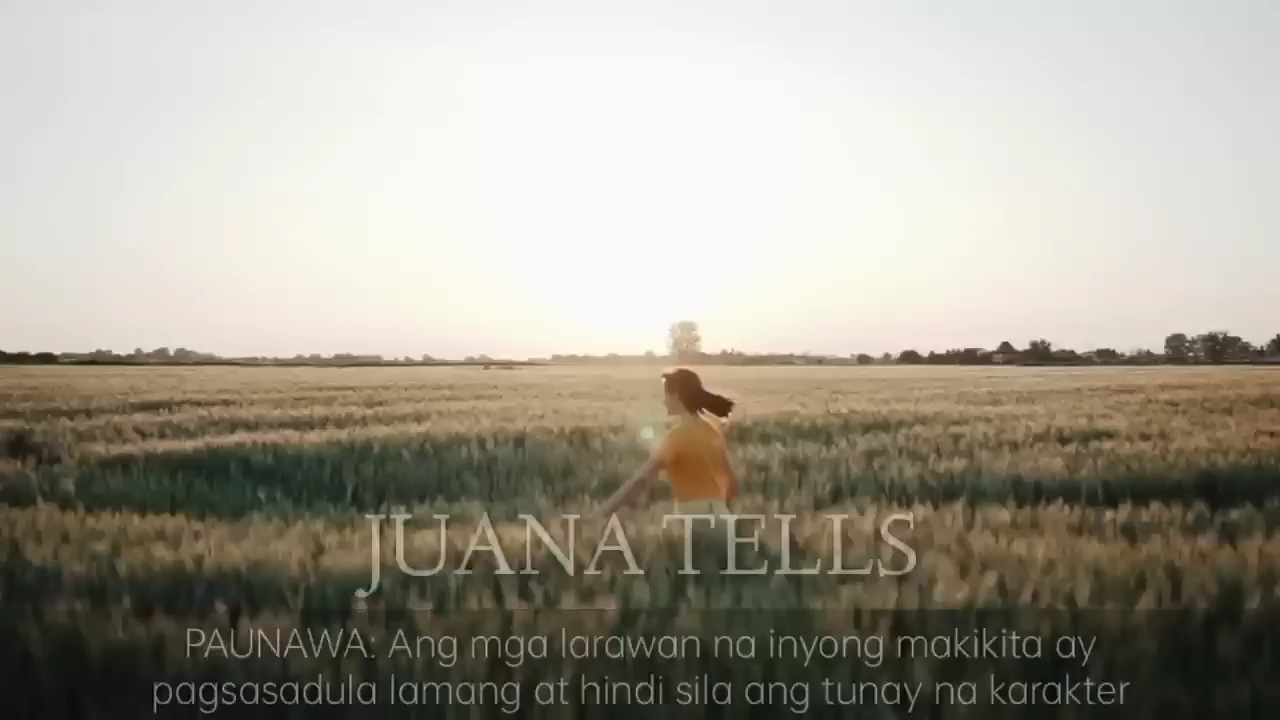 JUANA TELLS
PAUNAWA: Ang mga larawan na inyong makikita ay
pagsasadula lamang at hindi sila ang tunay na karakter